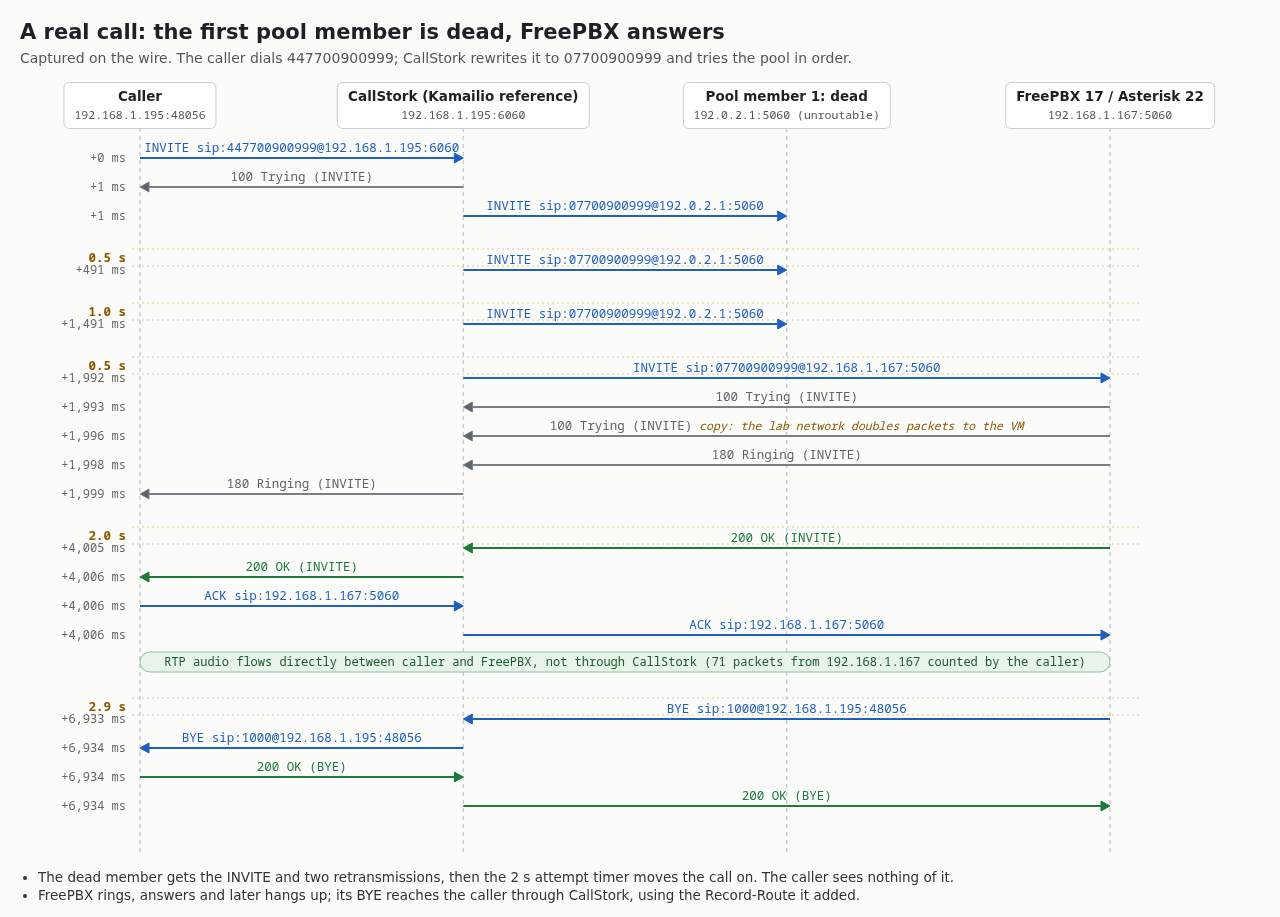 A real call: the first pool member is dead, FreePBX answers
Captured on the wire. The caller dials 447700900999; CallStork rewrites it to 07700900999 and tries the pool in order.
Caller
192.168.1.195:48056
CallStork (Kamailio reference)
192.168.1.195:6060
Pool member 1: dead
192.0.2.1:5060 (unroutable)
FreePBX 17 / Asterisk 22
192.168.1.167:5060
+0 ms INVITE sip:447700900999@192.168.1.195:6060
+1 ms 100 Trying (INVITE)
+1 ms INVITE sip:07700900999@192.0.2.1:5060
0.5 s
+491 ms INVITE sip:07700900999@192.0.2.1:5060
1.0 s
+1,491 ms INVITE sip:07700900999@192.0.2.1:5060
0.5 s
+1,992 ms INVITE sip:07700900999@192.168.1.167:5060
+1,993 ms 100 Trying (INVITE)
+1,996 ms 100 Trying (INVITE) copy: the lab network doubles packets to the VM
+1,998 ms 180 Ringing (INVITE)
+1,999 ms 180 Ringing (INVITE)
2.0 s
+4,005 ms 200 OK (INVITE)
+4,006 ms 200 OK (INVITE)
+4,006 ms ACK sip:192.168.1.167:5060
+4,006 ms ACK sip:192.168.1.167:5060
RTP audio flows directly between caller and FreePBX, not through CallStork (71 packets from 192.168.1.167 counted by the caller)
2.9 s
+6,933 ms BYE sip:1000@192.168.1.195:48056
+6,934 ms BYE sip:1000@192.168.1.195:48056
+6,934 ms 200 OK (BYE)
+6,934 ms 200 OK (BYE)
• The dead member gets the INVITE and two retransmissions, then the 2 s attempt timer moves the call on. The caller sees nothing of it.
• FreePBX rings, answers and later hangs up; its BYE reaches the caller through CallStork, using the Record-Route it added.